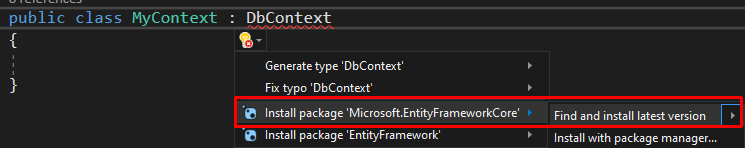 0 references
public class MyContext : DbContext
{
}
Generate type 'DbContext'
Fix typo 'DbContext'
Install package 'Microsoft.EntityFrameworkCore'
Find and install latest version
Install package 'EntityFramework'
Install with package manager...